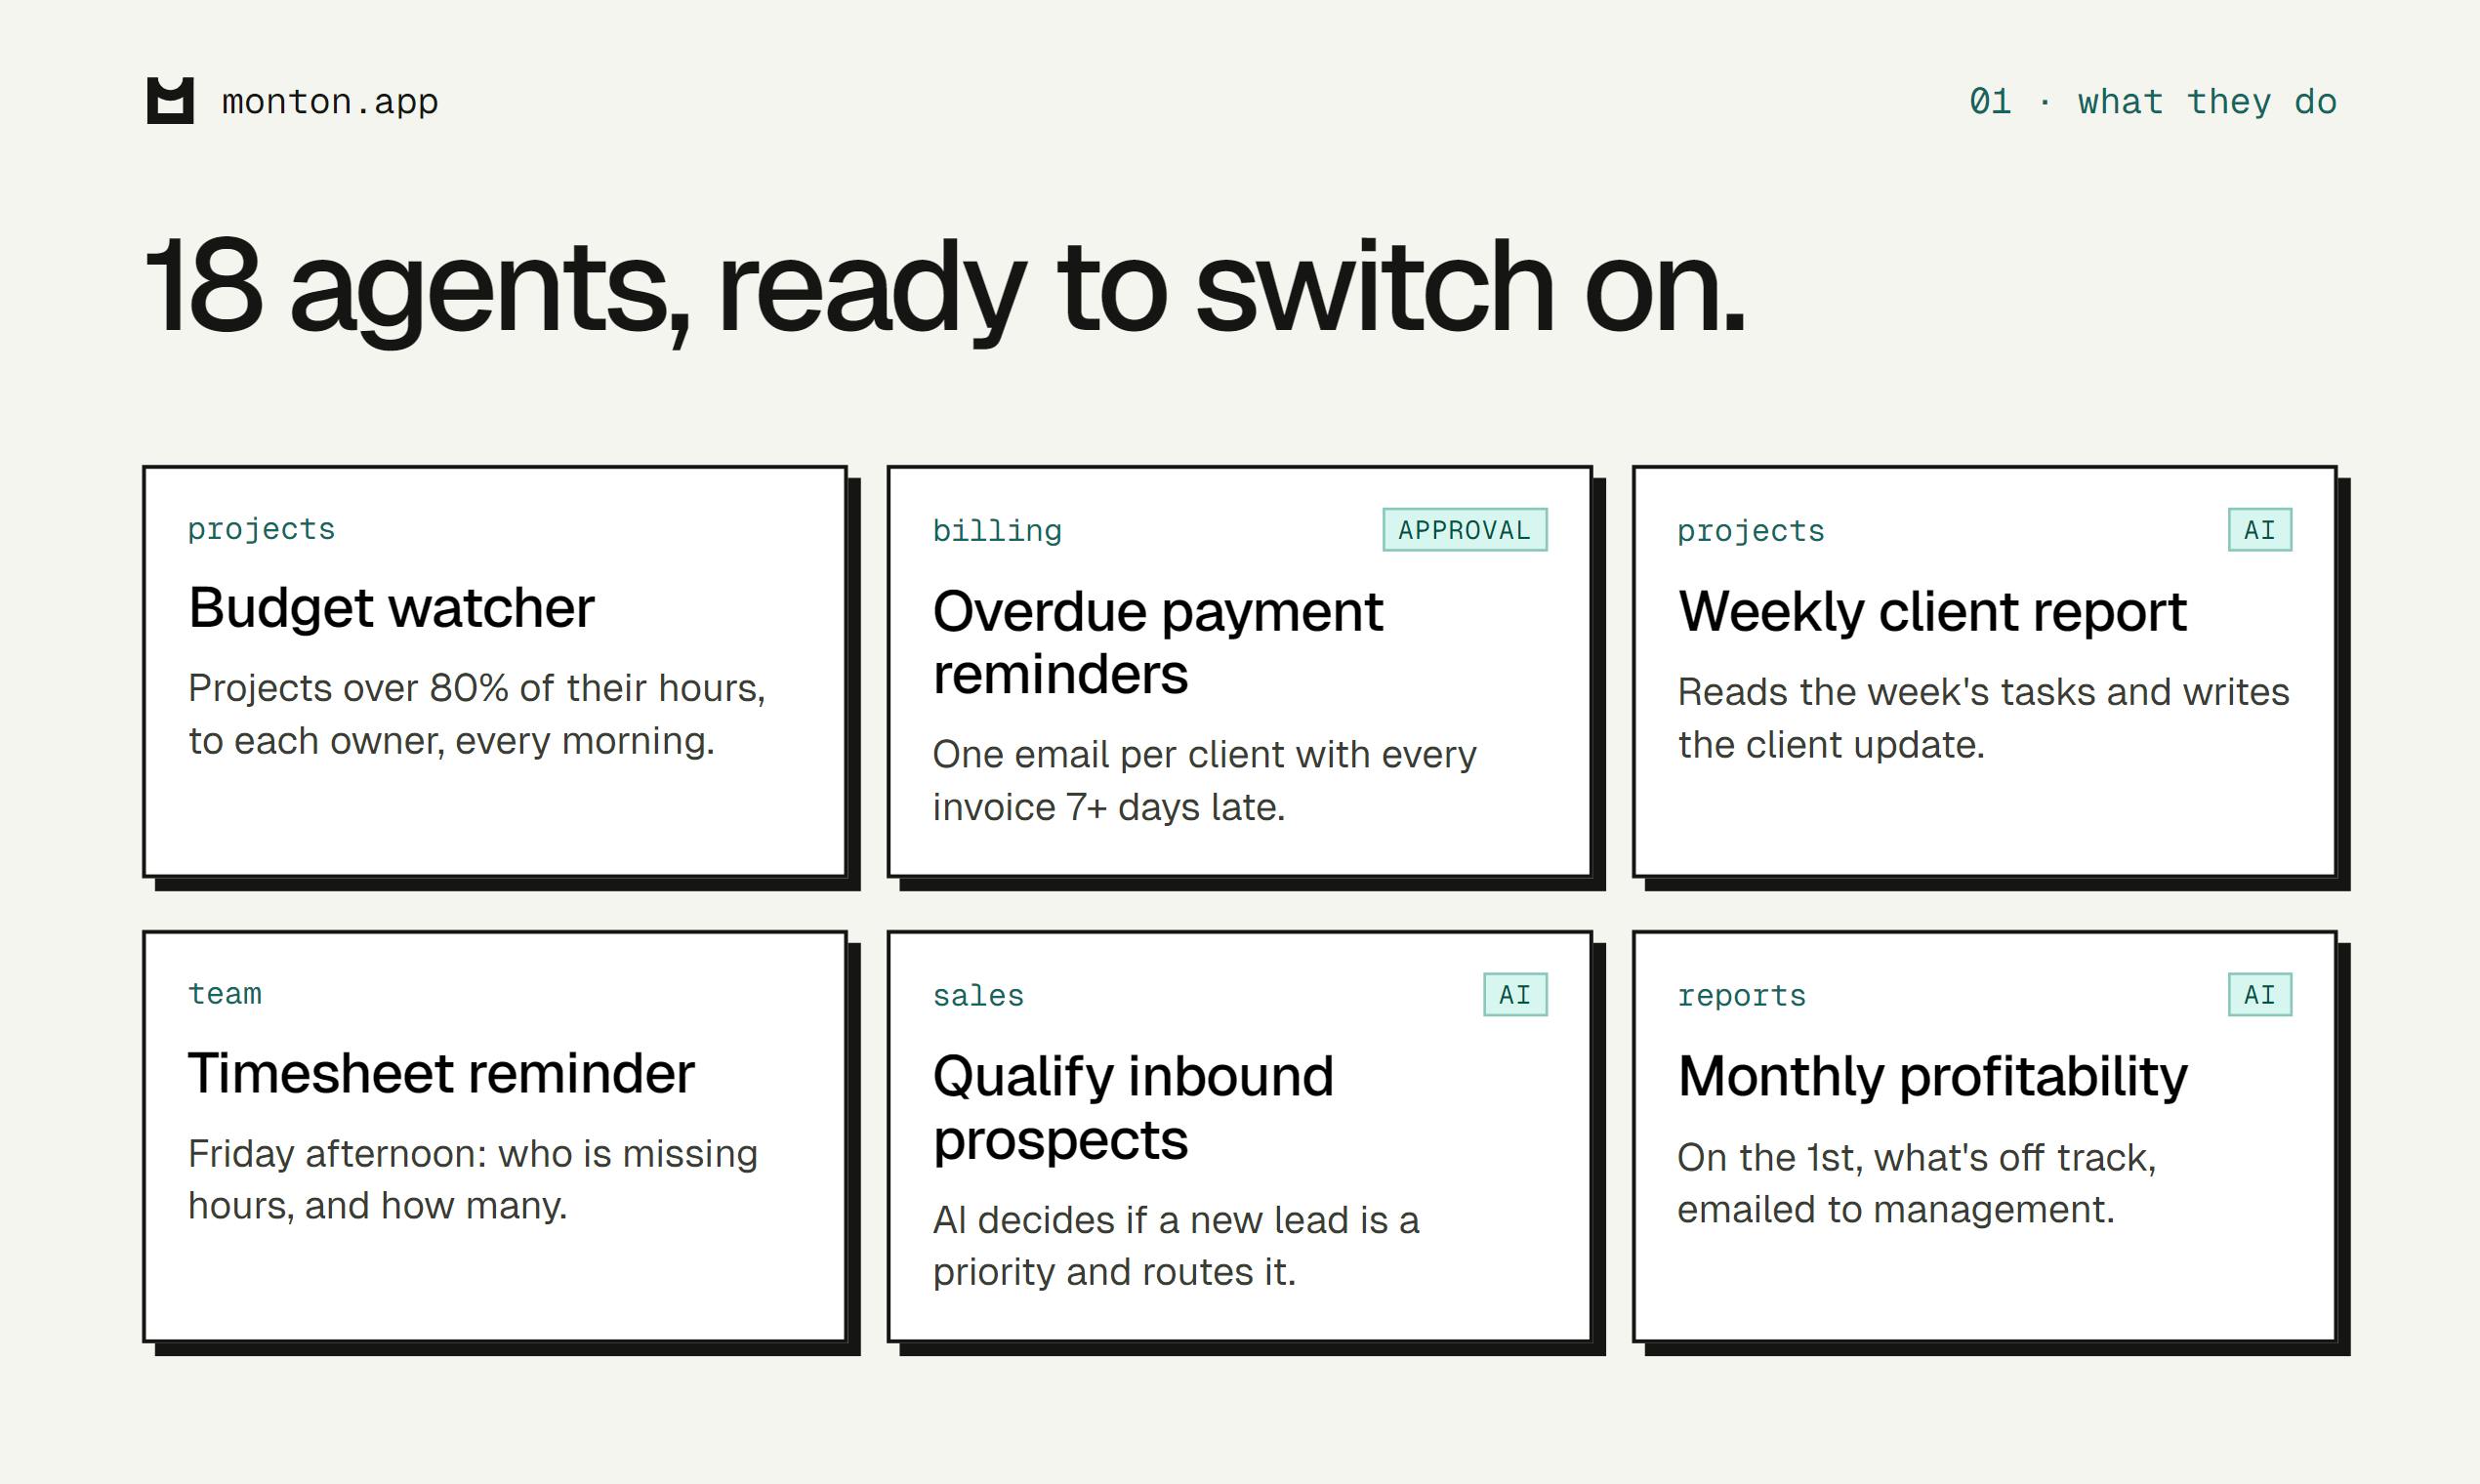 monton.app
01 · what they do
18 agents, ready to switch on.
projects
Budget watcher
Projects over 80% of their hours,
to each owner, every morning.
billing
APPROVAL
Overdue payment
reminders
One email per client with every
invoice 7+ days late.
projects
AI
Weekly client report
Reads the week's tasks and writes
the client update.
team
Timesheet reminder
Friday afternoon: who is missing
hours, and how many.
sales
AI
Qualify inbound
prospects
AI decides if a new lead is a
priority and routes it.
reports
AI
Monthly profitability
On the 1st, what's off track,
emailed to management.